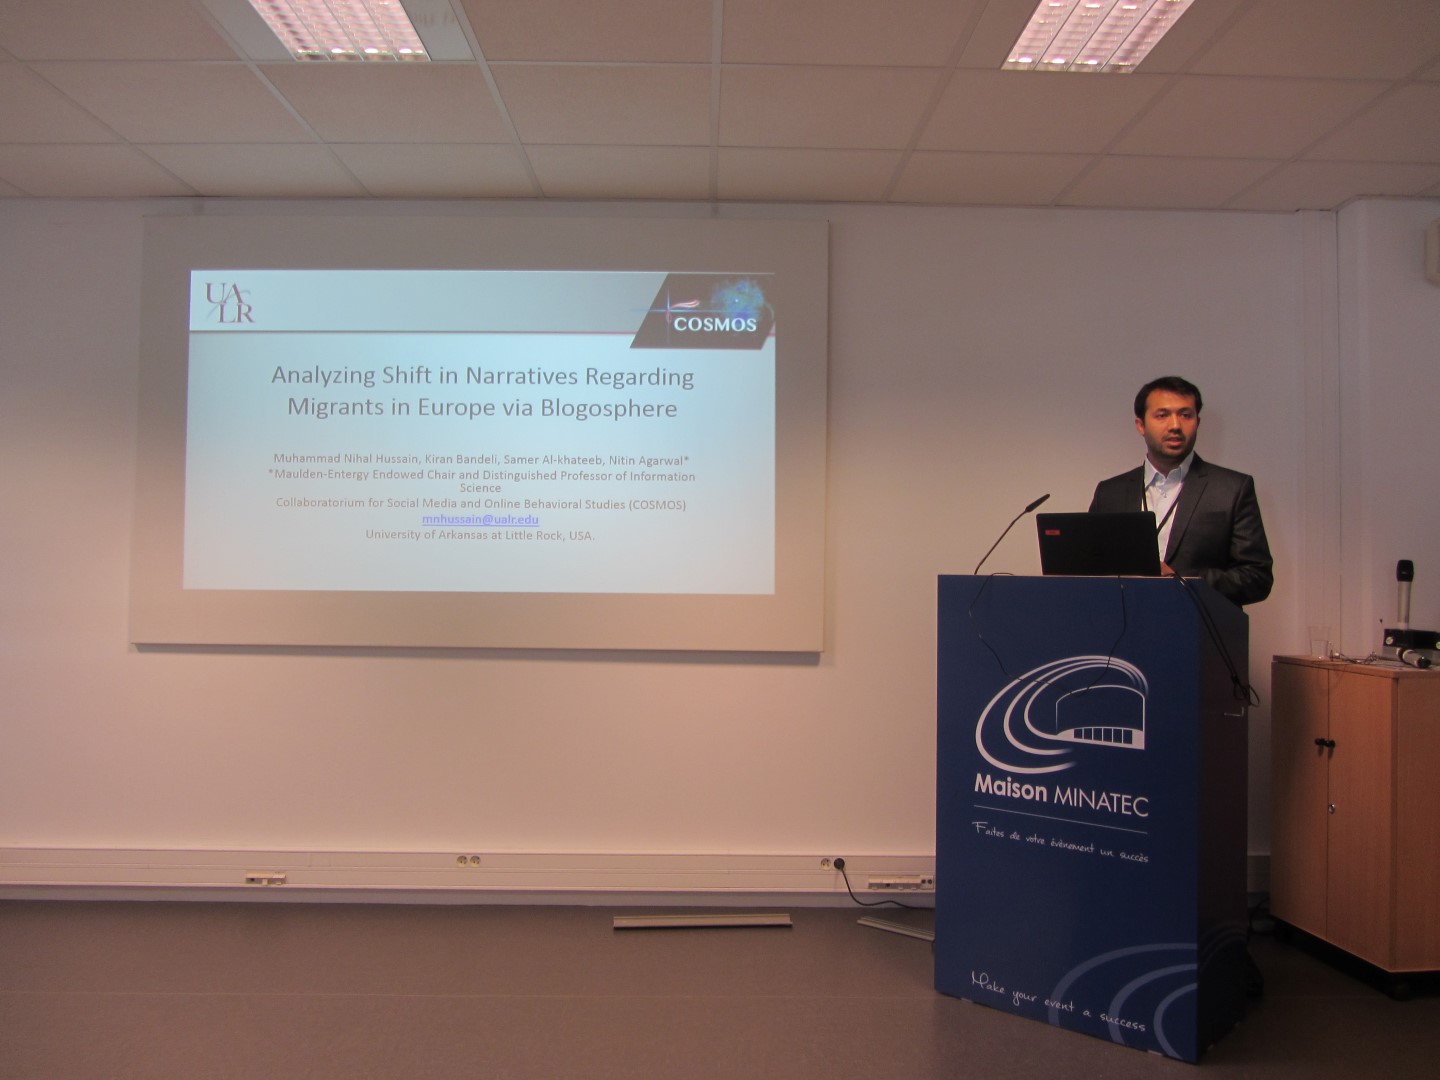 UA
LR
COSMOS
Analyzing Shift in Narratives Regarding
Migrants in Europe via Blogosphere
Muhammad Nihal Hussain, Kiran Bandeli, Samer Al-khateeb, Nitin Agarwal*
*Maulden-Entergy Endowed Chair and Distinguished Professor of Information
Science
Collaboratorium for Social Media and Online Behavioral Studies (COSMOS)
mnhussain@ualr.edu
University of Arkansas at Little Rock, USA.
Maison MINATEC
Faites de votre événement un succès
Make your event a success